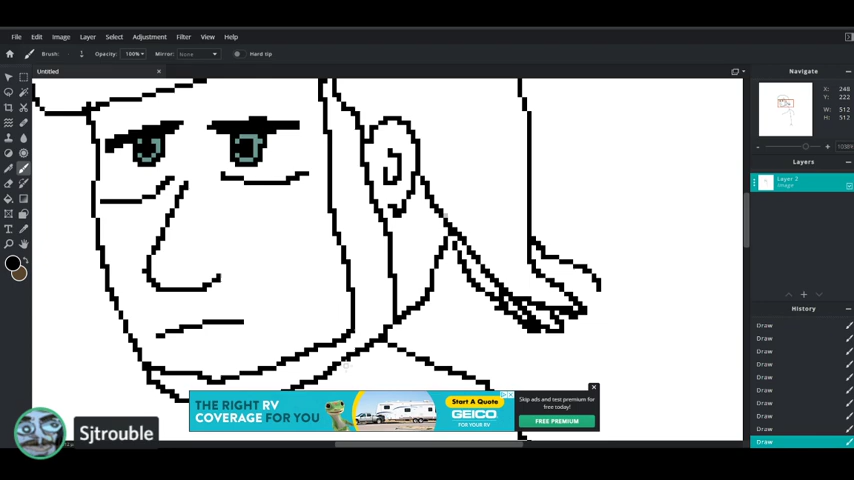 File Edit Image Layer Select Adjustment Filter View Help
Brush: 1 Opacity: 100% Mirror: None Hard tip
Untitled
Navigate
X: 248
Y: 222
W: 512
H: 512
1038%
Layers
Layer 2
Image
History
Draw
Draw
Draw
Draw
Draw
Draw
Draw
Draw
Draw
Draw
THE RIGHT RV
COVERAGE FOR YOU
Start A Quote
GEICO
FOR YOUR RV
Skip ads and test premium for
free today!
FREE PREMIUM
Sjtrouble